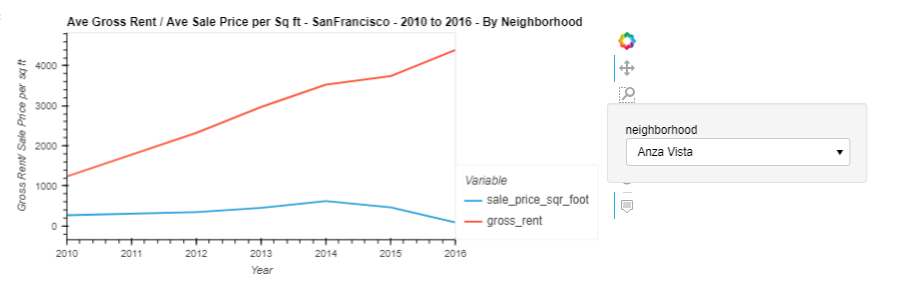 Ave Gross Rent / Ave Sale Price per Sq ft - SanFrancisco - 2010 to 2016 - By Neighborhood
Gross Rent/ Sale Price per sq ft
4000
3000
2000
1000
0
2010 2011 2012 2013 2014 2015 2016
Year
Variable
sale_price_sqr_foot
gross_rent
neighborhood
Anza Vista